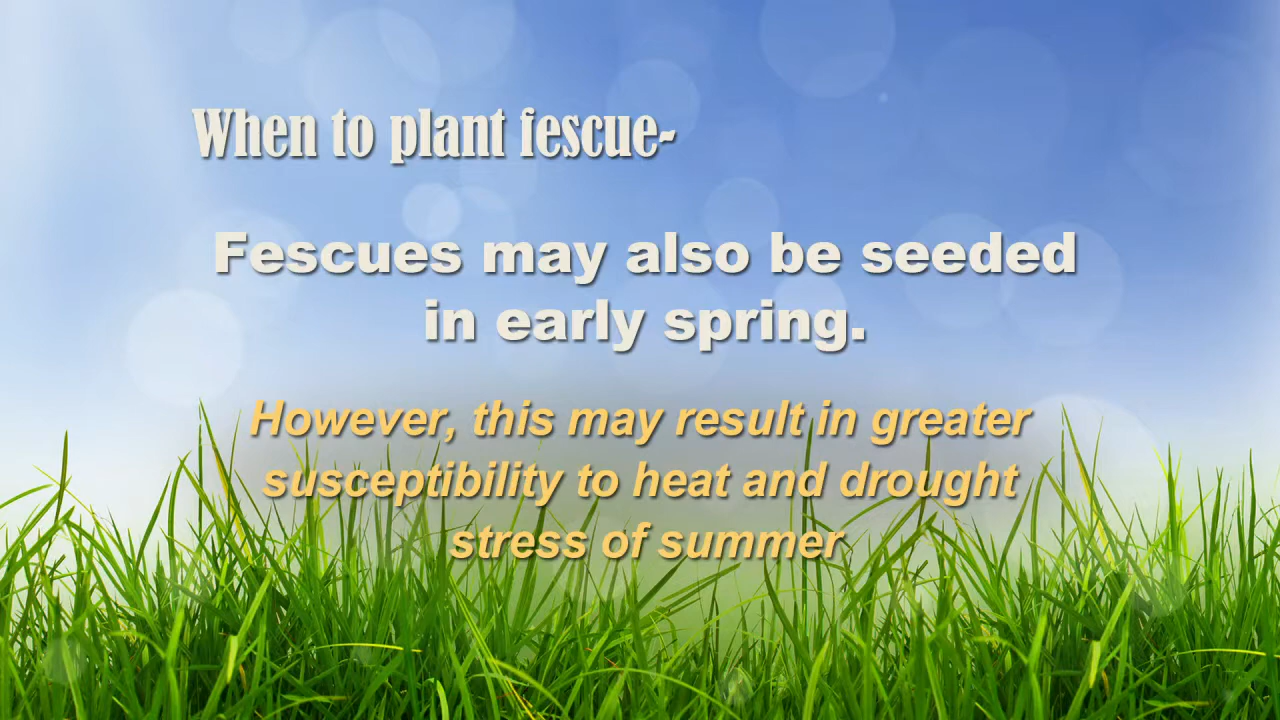 When to plant fescue-
Fescues may also be seeded
in early spring.
However, this may result in greater
susceptibility to heat and drought
stress of summer